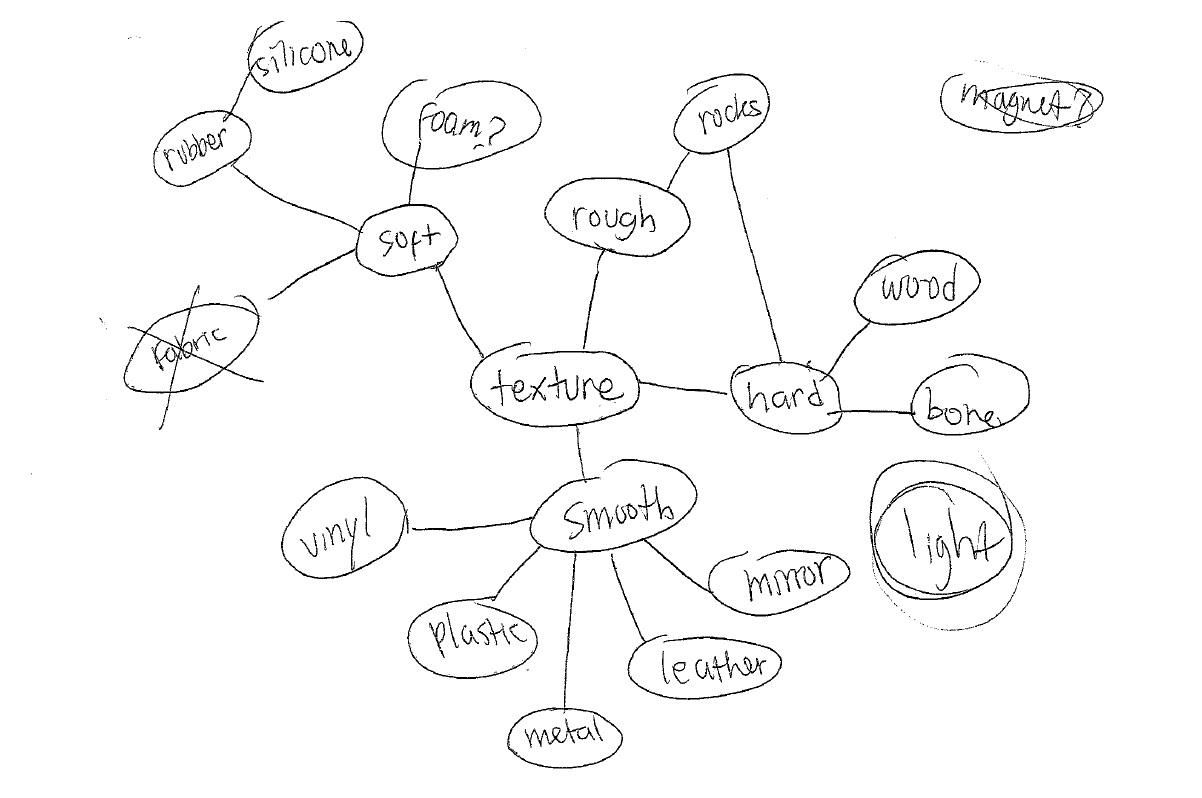 silicone
rubber
foam?
rocks
magnet?
rough
soft
wood
fabric
texture
hard
bone
vinyl
smooth
light
mirror
plastic
leather
metal